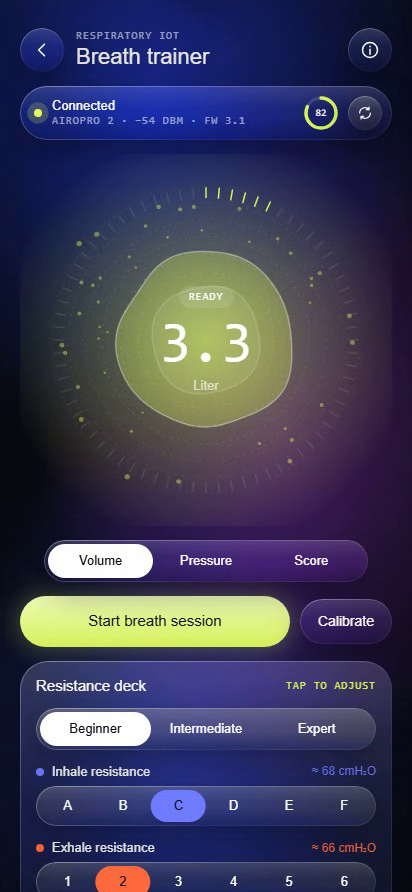 RESPIRATORY IOT
Breath trainer
Connected
AIROPRO 2 · −54 DBM · FW 3.1
82
READY
3.3
Liter
Volume Pressure Score
Start breath session Calibrate
Resistance deck TAP TO ADJUST
Beginner Intermediate Expert
Inhale resistance ≈ 68 cmH₂O
A B C D E F
Exhale resistance ≈ 66 cmH₂O
1 2 3 4 5 6